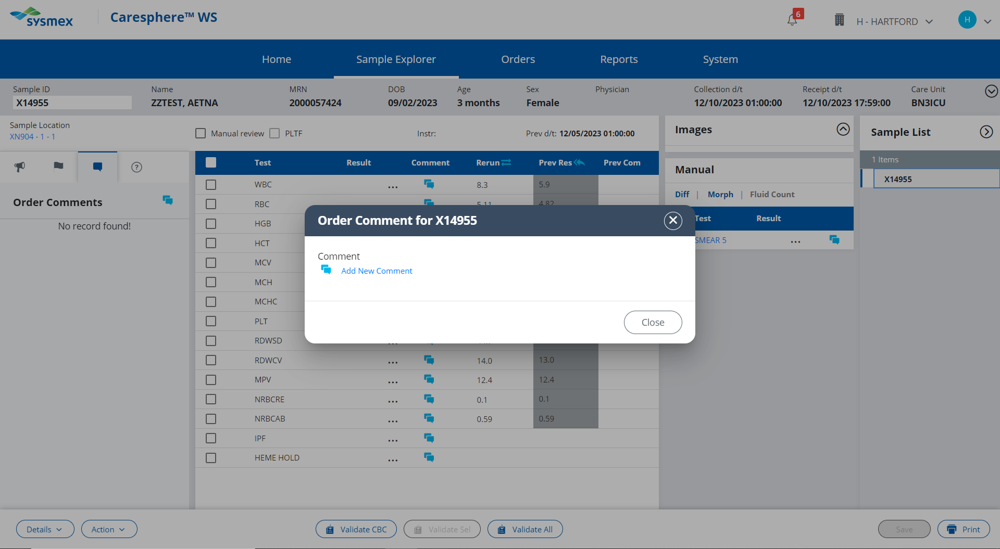 sysmex
Caresphere™ WS
6
H - HARTFORD
H
Home
Sample Explorer
Orders
Reports
System
Sample ID
Name
MRN
DOB
Age
Sex
Physician
Collection d/t
Receipt d/t
Care Unit
X14955
ZZTEST, AETNA
2000057424
09/02/2023
3 months
Female
12/10/2023 01:00:00
12/10/2023 17:59:00
BN3ICU
Sample Location
XN904 - 1 - 1
Manual review
PLTF
Instr:
Prev d/t: 12/05/2023 01:00:00
Order Comments
No record found!
Test Result Comment Rerun Prev Res Prev Com
WBC ... 8.3 5.9
RBC 5.11 4.82
HGB
HCT
MCV
MCH
MCHC
PLT
RDWSD
RDWCV ... 14.0 13.0
MPV ... 12.4 12.4
NRBCRE ... 0.1 0.1
NRBCAB ... 0.59 0.59
IPF ...
HEME HOLD ...
Order Comment for X14955
Comment
Add New Comment
Close
Images
Manual
Diff | Morph | Fluid Count
Test Result
SMEAR 5 ...
Sample List
1 Items
X14955
Details
Action
Validate CBC
Validate Sel
Validate All
Save
Print